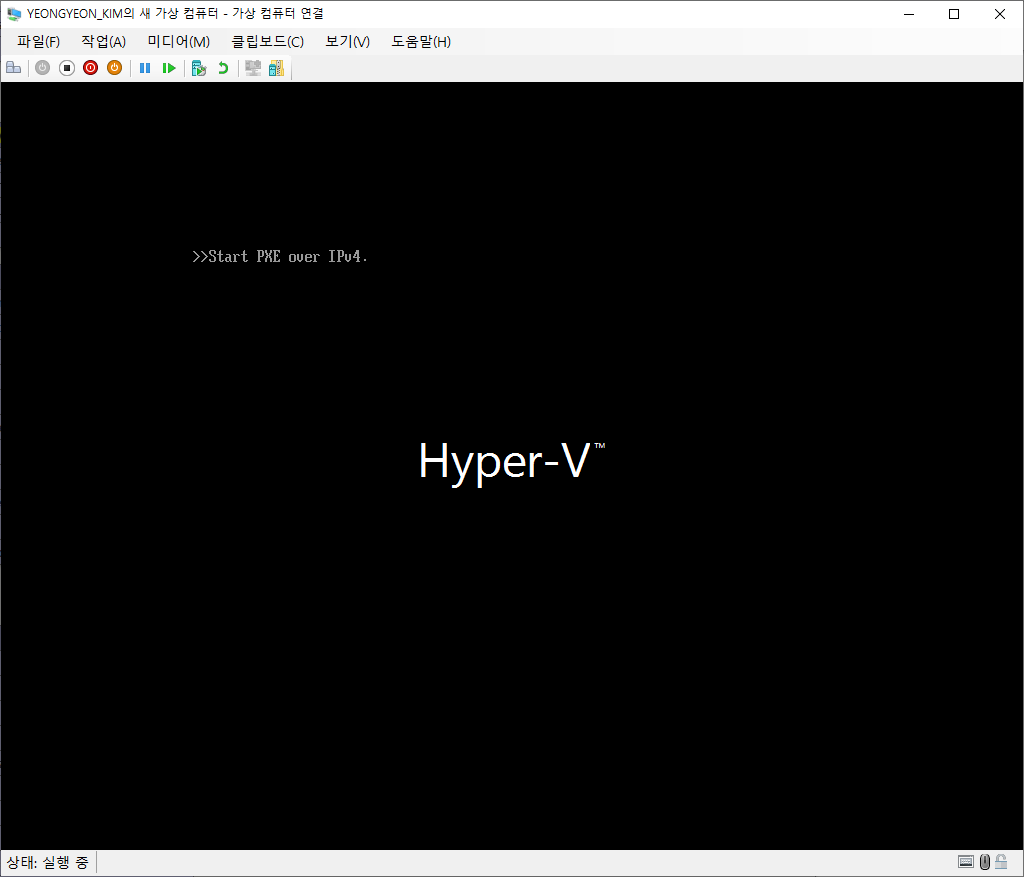 YEONGYEON_KIM의 새 가상 컴퓨터 - 가상 컴퓨터 연결
파일(F) 작업(A) 미디어(M) 클립보드(C) 보기(V) 도움말(H)
>>Start PXE over IPv4.
Hyper-V™
상태: 실행 중